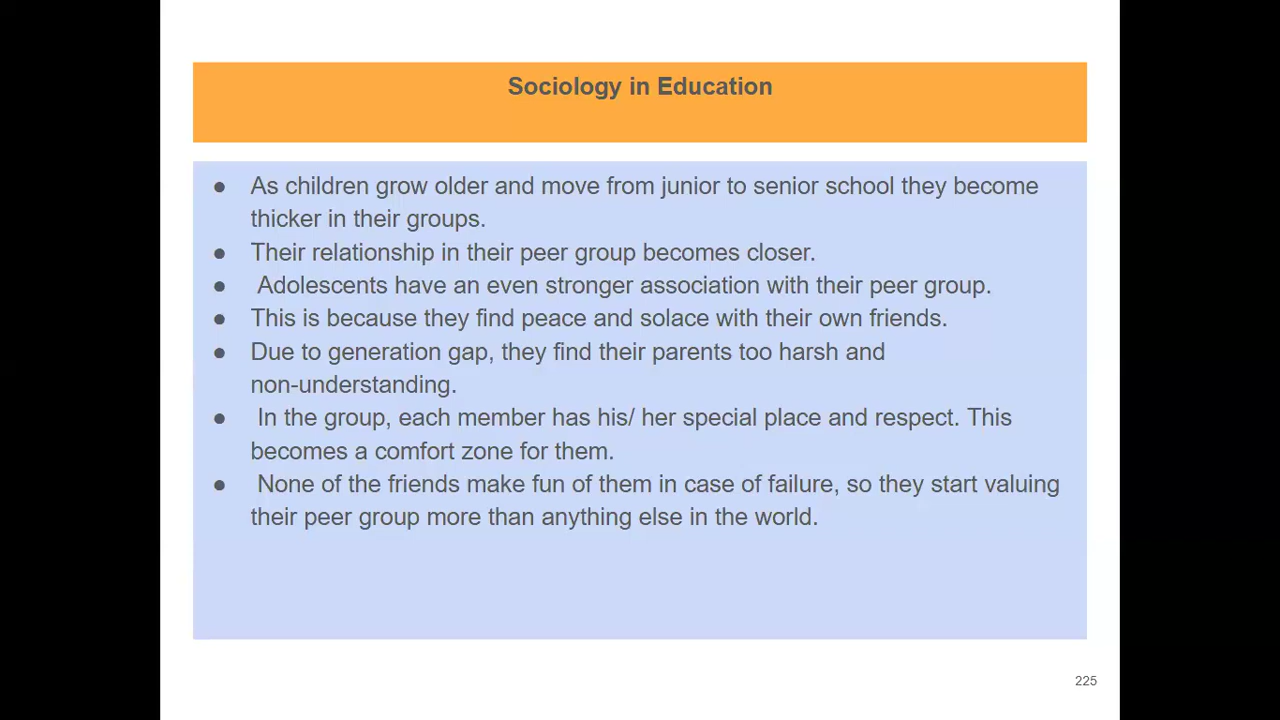 Sociology in Education
● As children grow older and move from junior to senior school they become
thicker in their groups.
● Their relationship in their peer group becomes closer.
● Adolescents have an even stronger association with their peer group.
● This is because they find peace and solace with their own friends.
● Due to generation gap, they find their parents too harsh and
non-understanding.
● In the group, each member has his/ her special place and respect. This
becomes a comfort zone for them.
● None of the friends make fun of them in case of failure, so they start valuing
their peer group more than anything else in the world.
225